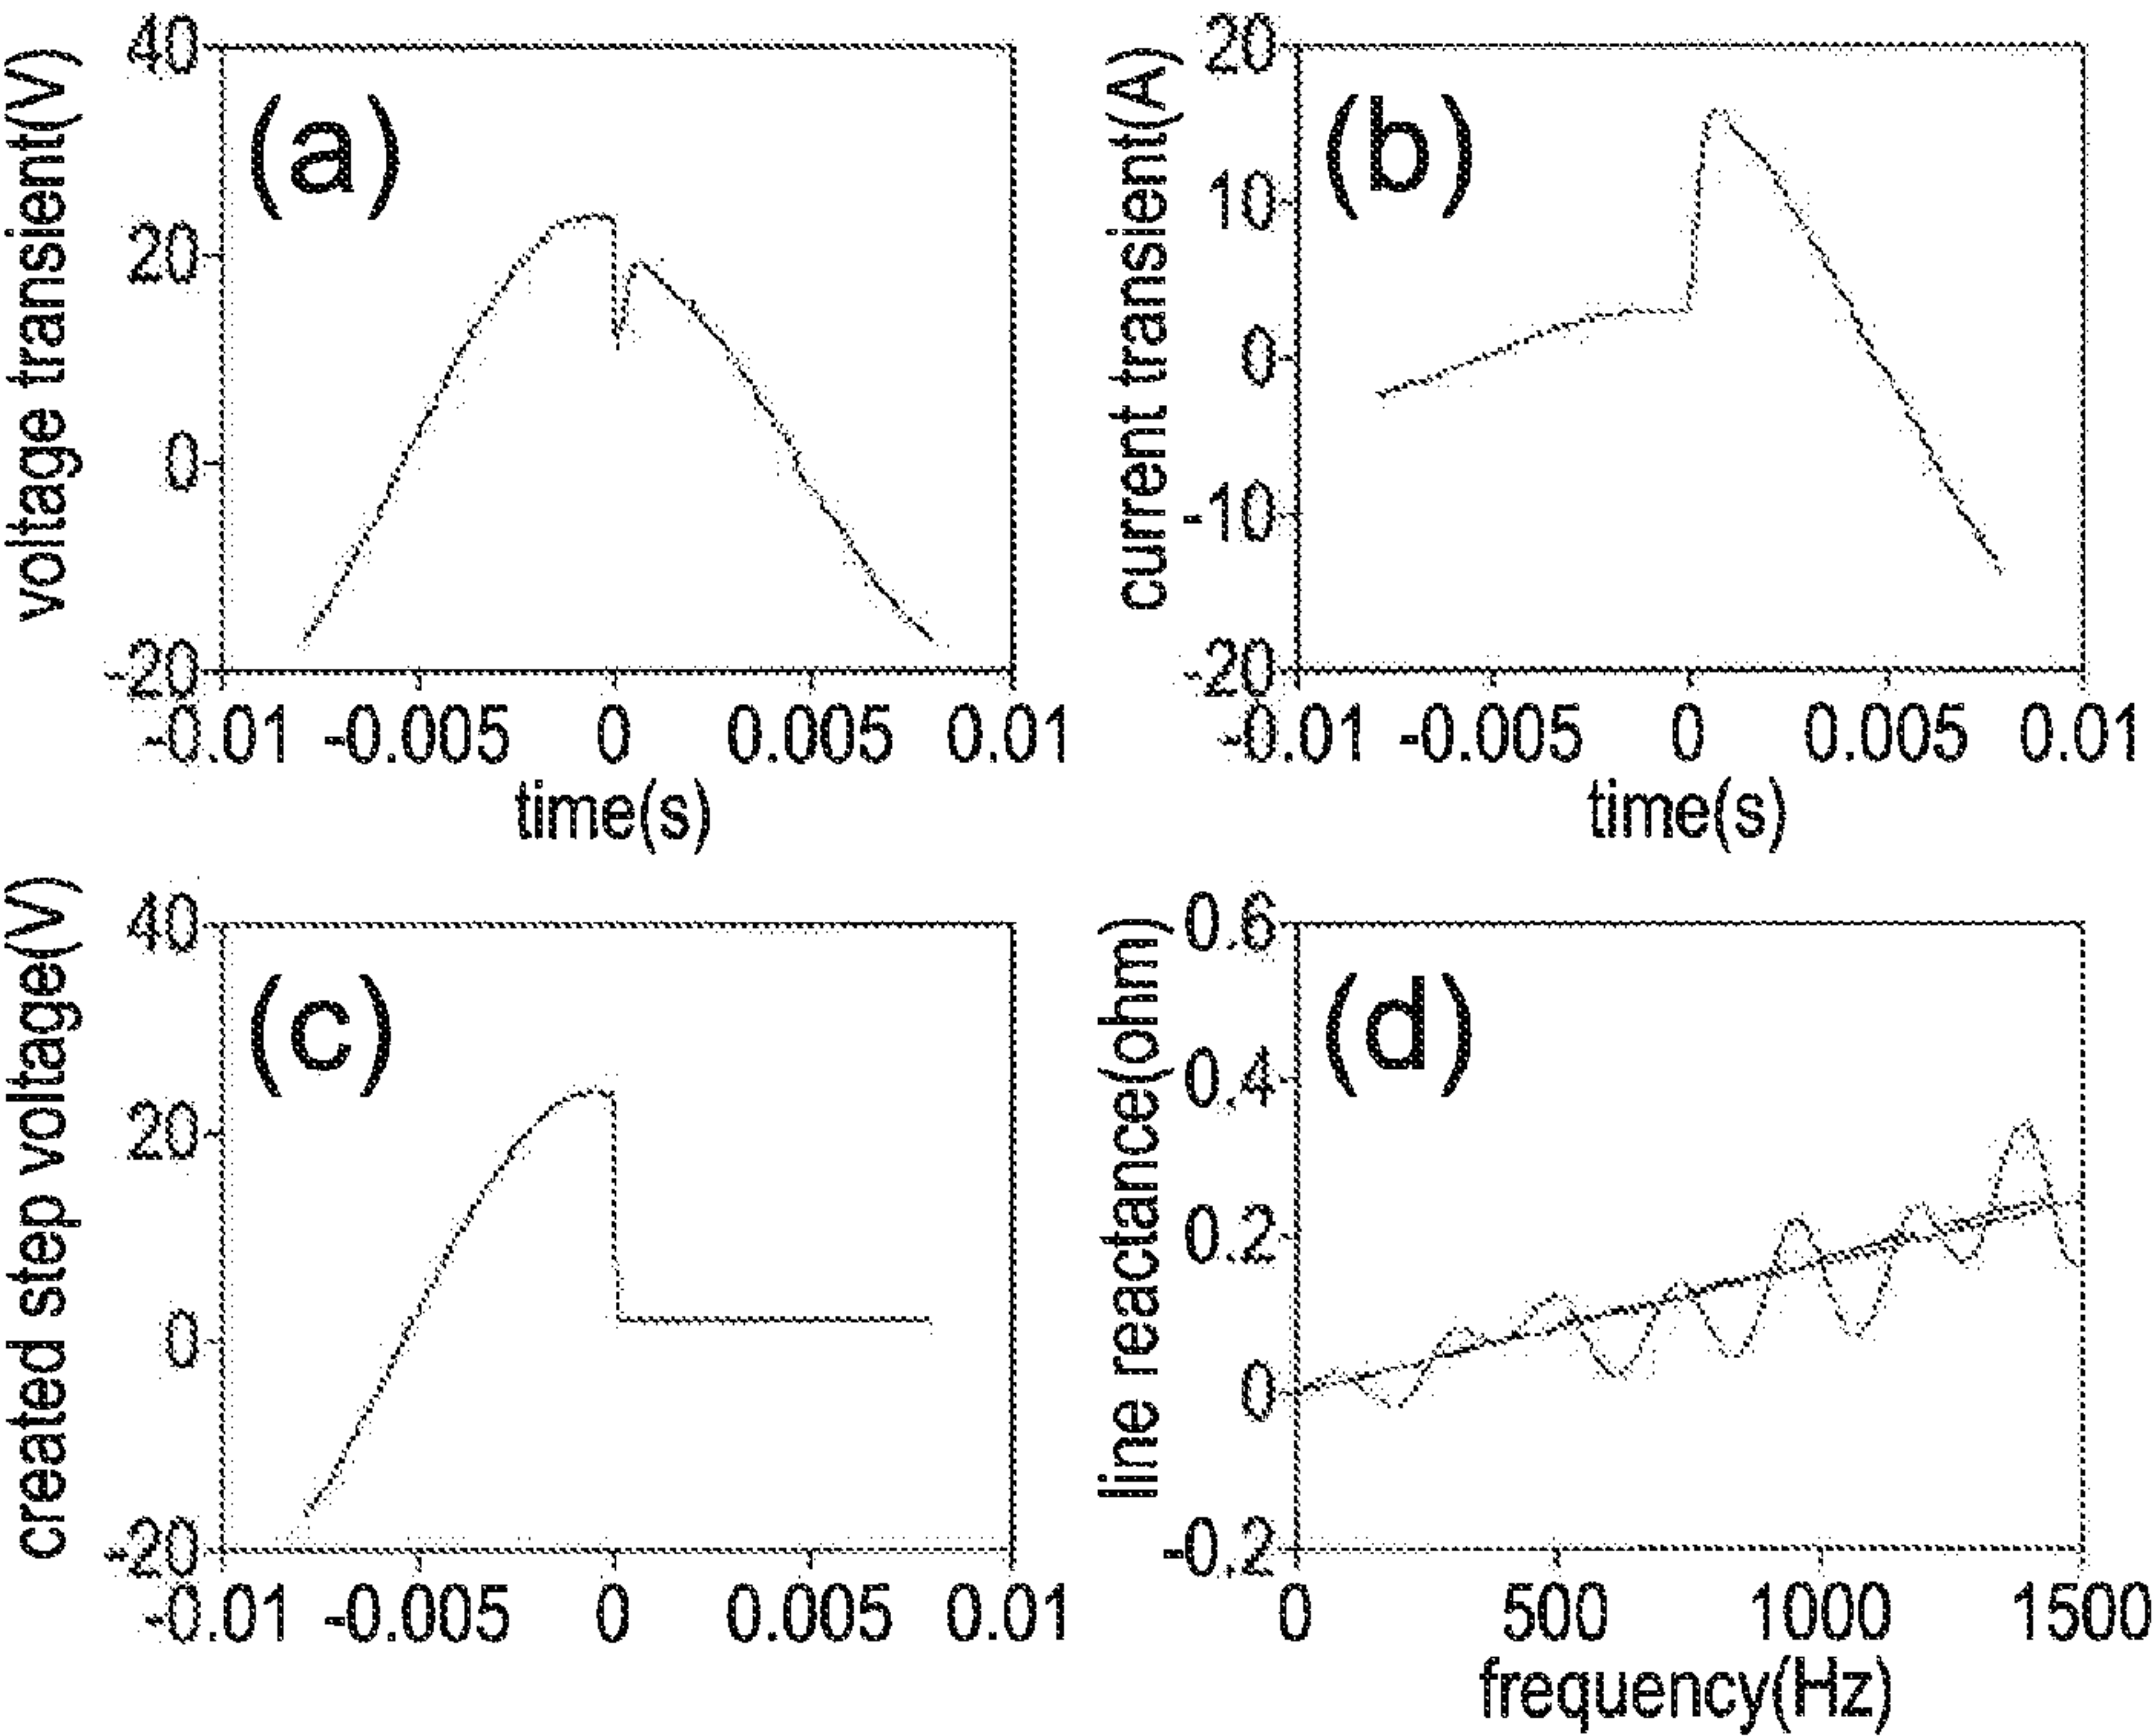 voltage transient(V)
40
20
0
-20
(a)
-0.01 -0.005 0 0.005 0.01
time(s)
current transient(A)
20
10
0
-10
-20
(b)
-0.01 -0.005 0 0.005 0.01
time(s)
created step voltage(V)
40
20
0
-20
(c)
-0.01 -0.005 0 0.005 0.01
line reactance(ohm)
0.6
0.4
0.2
0
-0.2
(d)
0 500 1000 1500
frequency(Hz)